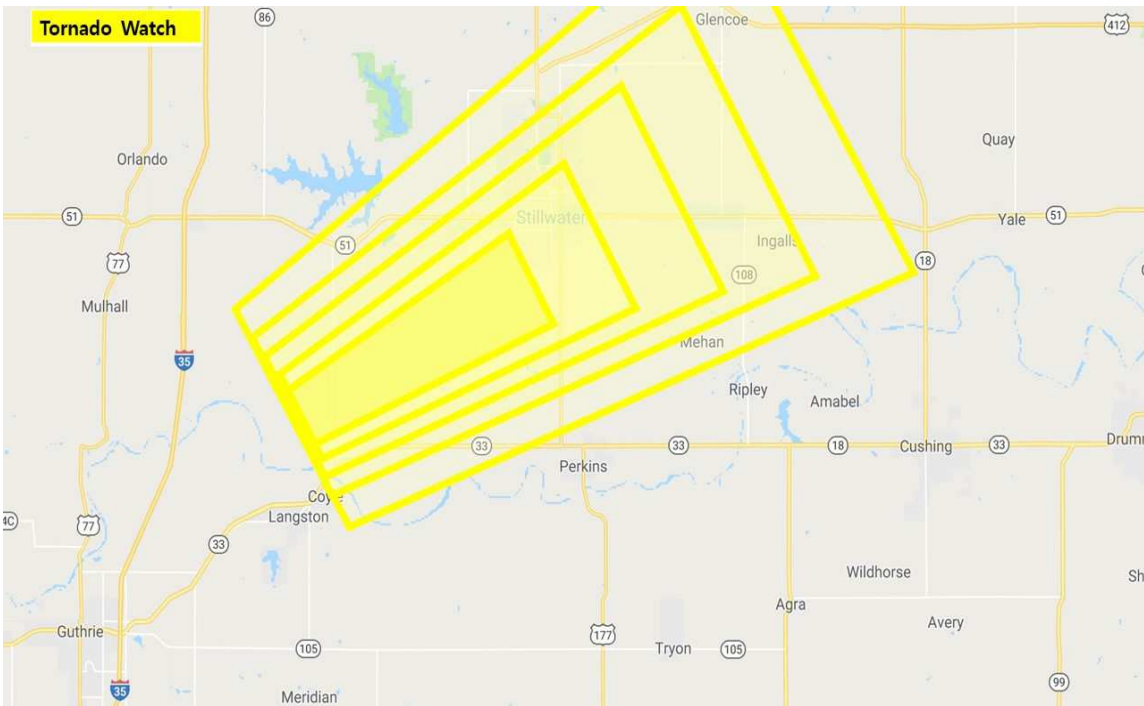 Tornado Watch
86
Glencoe
412
Orlando
Quay
51
Stillwater
Yale
51
51
Ingalls
77
108
18
Mulhall
35
Mehan
Ripley
Amabel
33
33
18
Cushing
33
Drumr
Perkins
Coyle
Langston
4C
77
33
Wildhorse
Sh
Agra
Avery
Guthrie
177
105
Tryon
105
35
Meridian
99